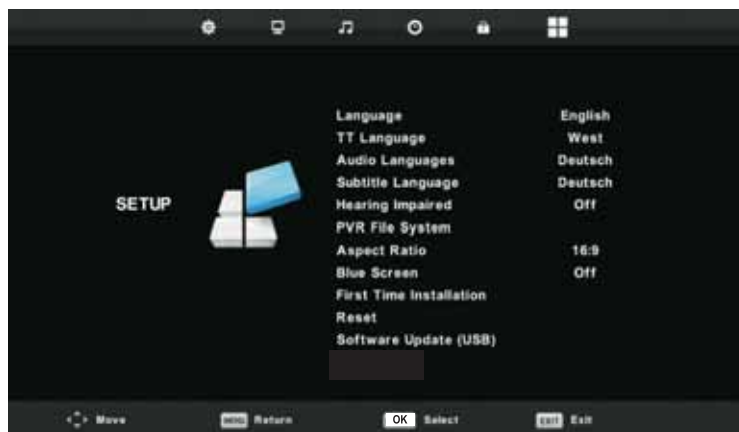 Language English
TT Language West
Audio Languages Deutsch
Subtitle Language Deutsch
SETUP
Hearing Impaired Off
PVR File System
Aspect Ratio 16:9
Blue Screen Off
First Time Installation
Reset
Software Update (USB)
Move MENU Return OK Select EXIT Exit